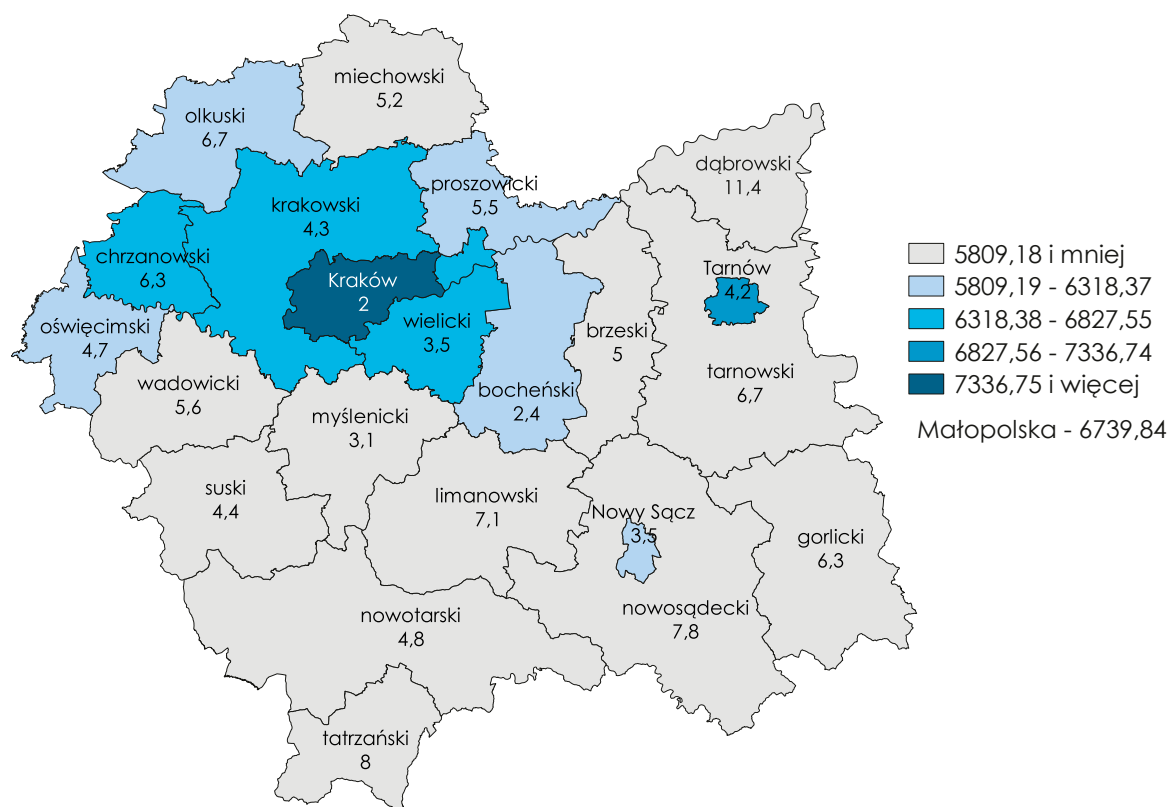 miechowski
5,2
olkuski
6,7
dąbrowski
11,4
proszowicki
5,5
krakowski
4,3
chrzanowski
6,3
Kraków
2
Tarnów
4,2
oświęcimski
4,7
wielicki
3,5
brzeski
5
tarnowski
6,7
wadowicki
5,6
bocheński
2,4
myślenicki
3,1
suski
4,4
limanowski
7,1
Nowy Sącz
3,5
gorlicki
6,3
nowotarski
4,8
nowosądecki
7,8
tatrzański
8
5809,18 i mniej
5809,19 - 6318,37
6318,38 - 6827,55
6827,56 - 7336,74
7336,75 i więcej
Małopolska - 6739,84